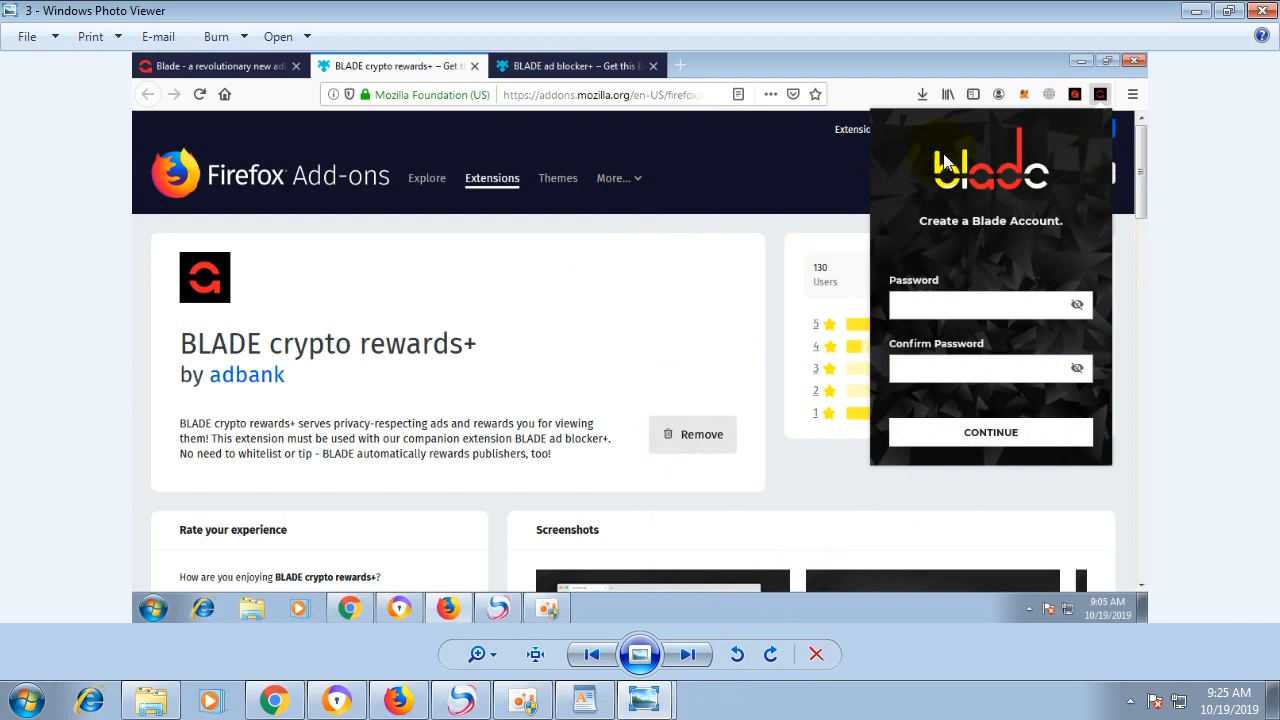 3 - Windows Photo Viewer
File Print E-mail Burn Open
Blade - a revolutionary new ad
BLADE crypto rewards+ – Get t
BLADE ad blocker+ – Get this E
Mozilla Foundation (US) https://addons.mozilla.org/en-US/firefox/
Firefox Add-ons
Explore Extensions Themes More...
Extensio
blade
Create a Blade Account.
Password
Confirm Password
CONTINUE
a
BLADE crypto rewards+
by adbank
BLADE crypto rewards+ serves privacy-respecting ads and rewards you for viewing
them! This extension must be used with our companion extension BLADE ad blocker+.
No need to whitelist or tip - BLADE automatically rewards publishers, too!
Remove
130
Users
5
4
3
2
1
Rate your experience
How are you enjoying BLADE crypto rewards+?
Screenshots
9:05 AM
10/19/2019
9:25 AM
10/19/2019